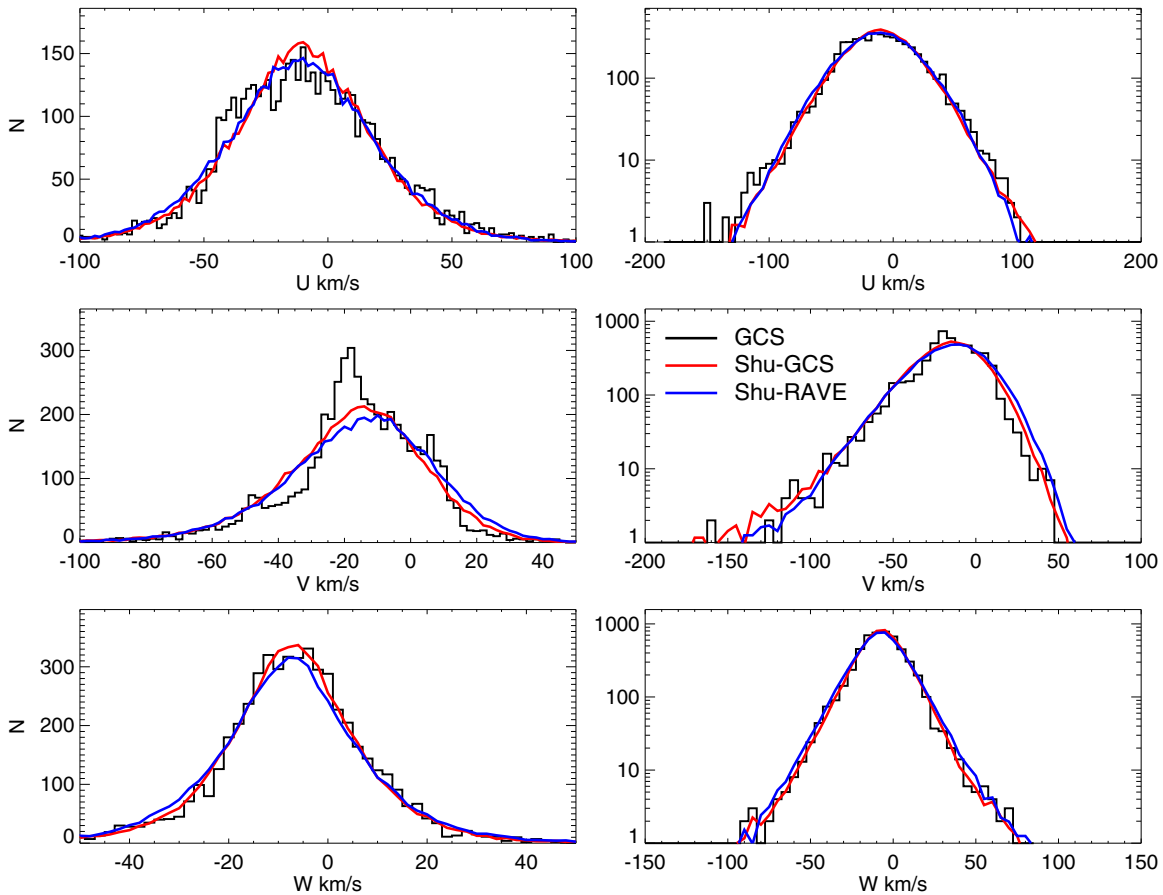 N
150
100
50
0
-100 -50 0 50 100
U km/s
100
10
1
-200 -100 0 100 200
U km/s
N
300
200
100
0
-100 -80 -60 -40 -20 0 20 40
V km/s
1000
100
10
1
GCS
Shu-GCS
Shu-RAVE
-200 -150 -100 -50 0 50 100
V km/s
N
300
200
100
0
-40 -20 0 20 40
W km/s
1000
100
10
1
-150 -100 -50 0 50 100 150
W km/s